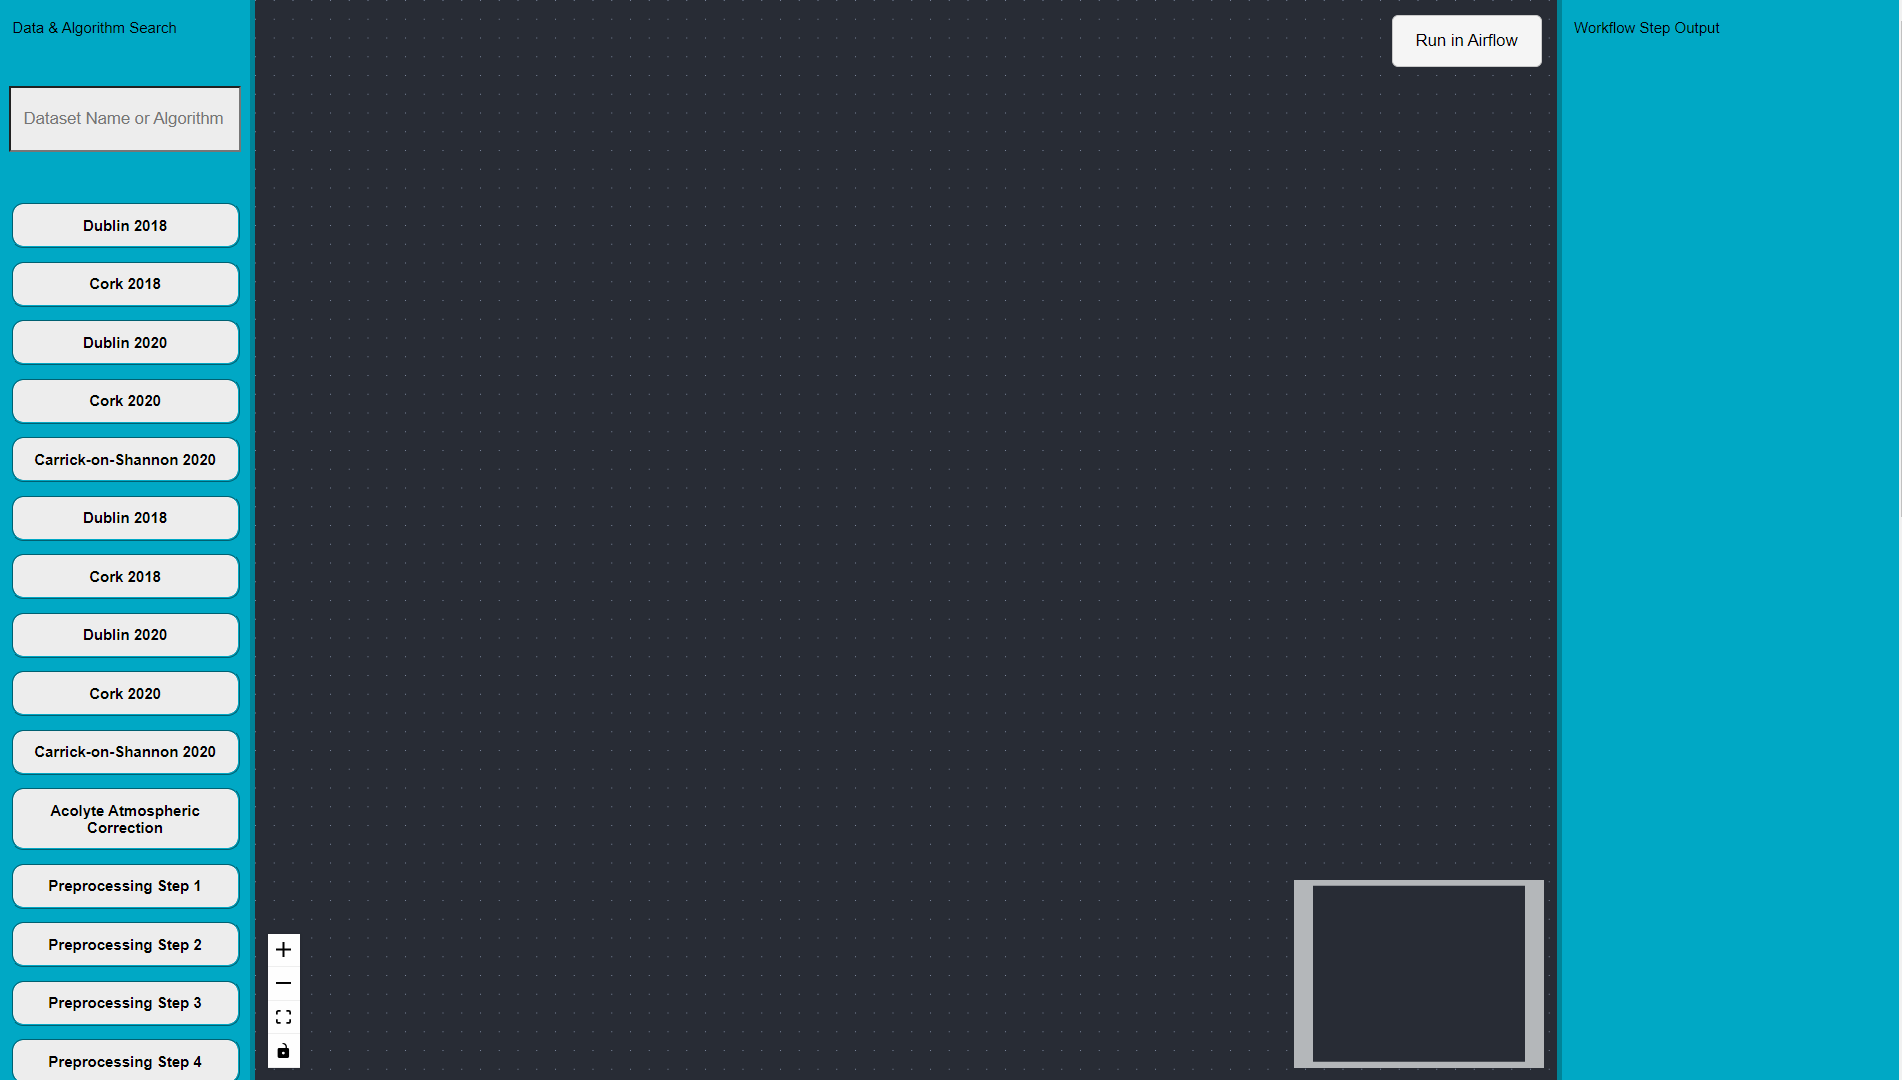 Data & Algorithm Search
Dataset Name or Algorithm
Dublin 2018
Cork 2018
Dublin 2020
Cork 2020
Carrick-on-Shannon 2020
Dublin 2018
Cork 2018
Dublin 2020
Cork 2020
Carrick-on-Shannon 2020
Acolyte Atmospheric
Correction
Preprocessing Step 1
Preprocessing Step 2
Preprocessing Step 3
Preprocessing Step 4
Run in Airflow
Workflow Step Output